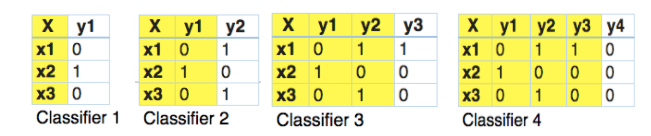 X y1
x1 0
x2 1
x3 0
Classifier 1
X y1 y2
x1 0 1
x2 1 0
x3 0 1
Classifier 2
X y1 y2 y3
x1 0 1 1
x2 1 0 0
x3 0 1 0
Classifier 3
X y1 y2 y3 y4
x1 0 1 1 0
x2 1 0 0 0
x3 0 1 0 0
Classifier 4